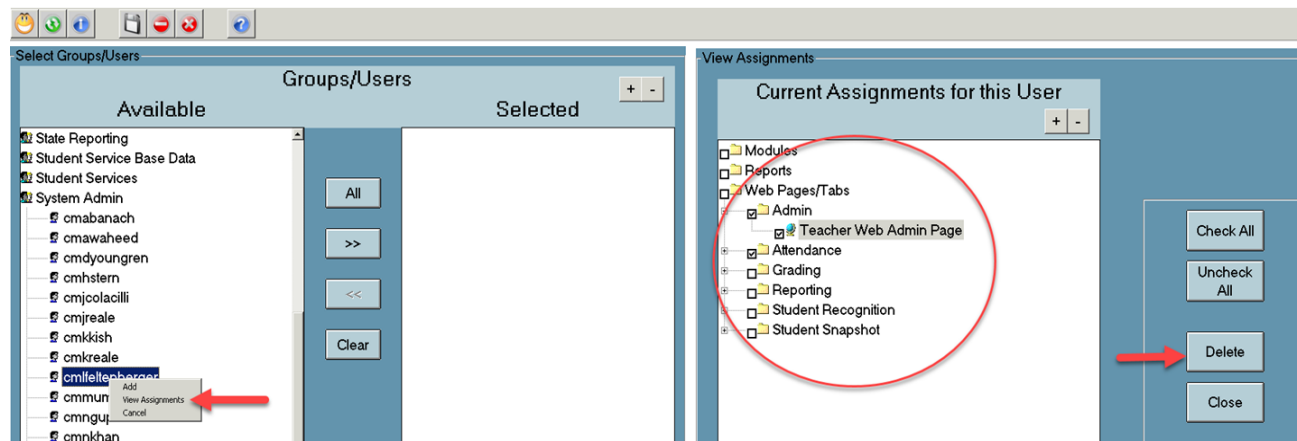 Select Groups/Users
Groups/Users
+ -
Available
Selected
State Reporting
Student Service Base Data
Student Services
System Admin
cmabanach
cmawaheed
cmdyoungren
cmhstern
cmjcolacilli
cmjreale
cmkkish
cmkreale
cmlfeltenberger
cmmum
cmngup
cmnkhan
Add
View Assignments
Cancel
All
>>
<<
Clear
View Assignments
Current Assignments for this User
+ -
Modules
Reports
Web Pages/Tabs
Admin
Teacher Web Admin Page
Attendance
Grading
Reporting
Student Recognition
Student Snapshot
Check All
Uncheck
All
Delete
Close